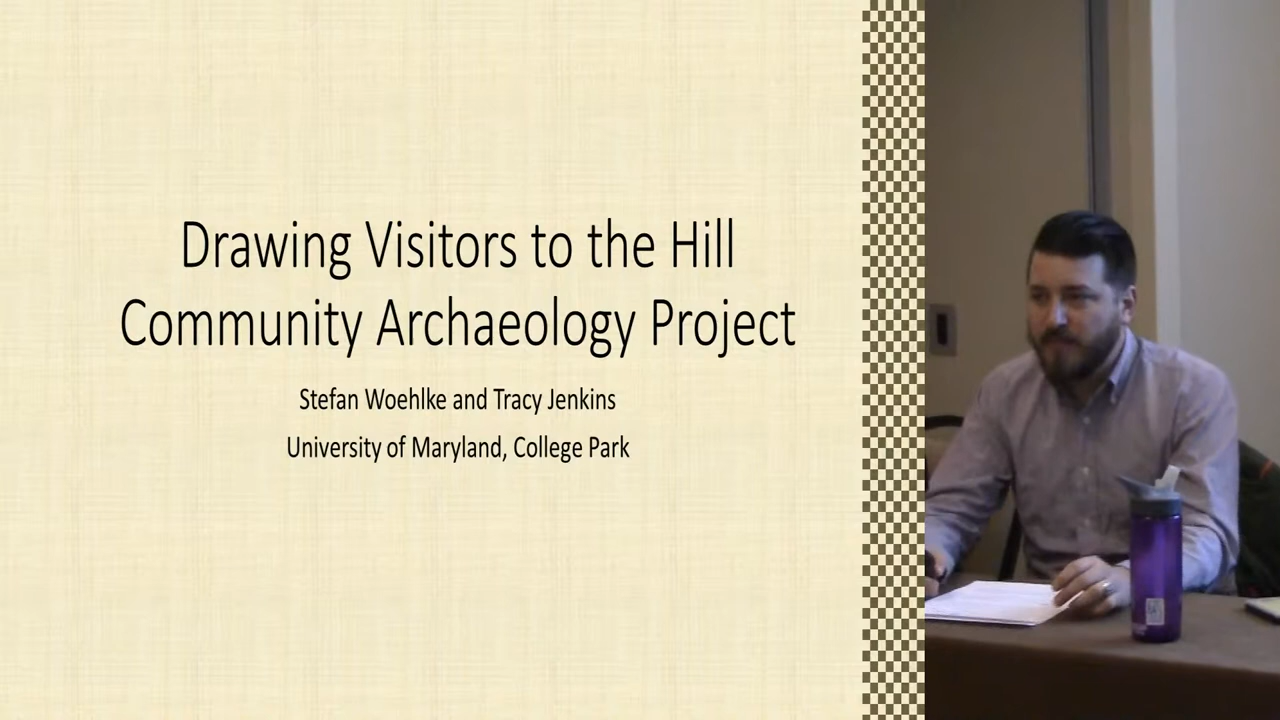 Drawing Visitors to the Hill
Community Archaeology Project
Stefan Woehlke and Tracy Jenkins
University of Maryland, College Park